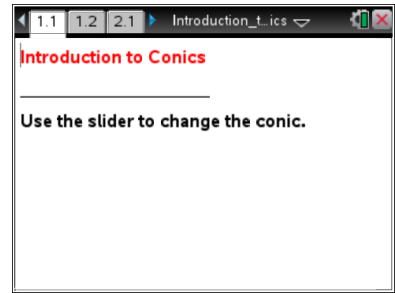 1.1 1.2 2.1 Introduction_t...ics
Introduction to Conics
Use the slider to change the conic.